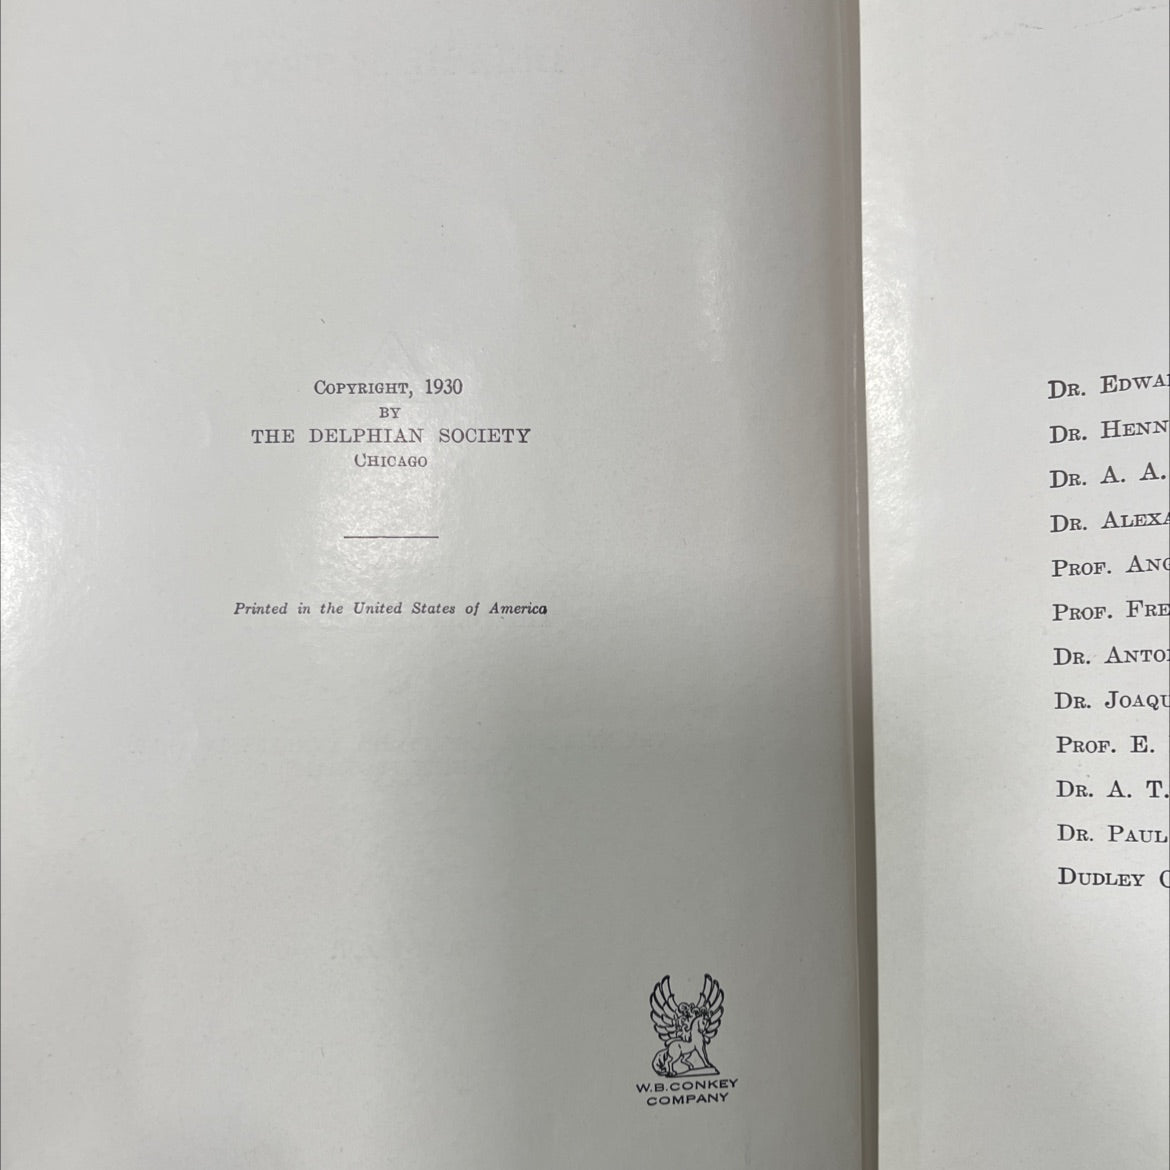 COPYRIGHT, 1930
BY
THE DELPHIAN SOCIETY
CHICAGO
Printed in the United States of America
W.B.CONKEY
COMPANY
DR. EDWA
DR. HENN
DR. A. A.
DR. ALEXA
PROF. ANG
PROF. FRE
DR. ANTO
DR. JOAQU
PROF. E.
DR. A. T.
DR. PAUL
DUDLEY